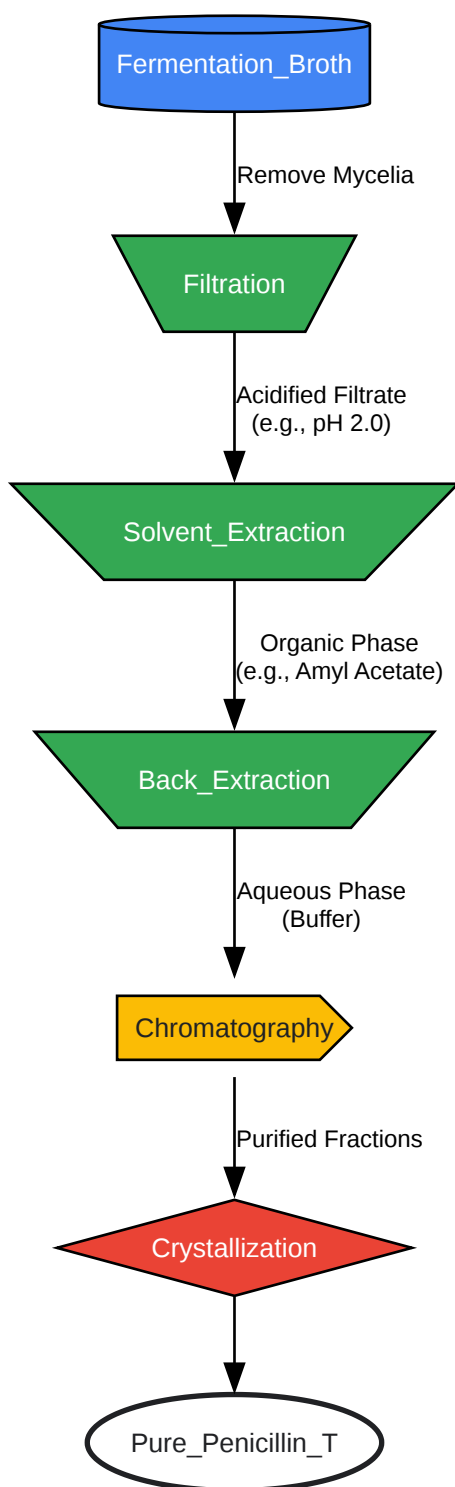 Fermentation_Broth
Remove Mycelia
Filtration
Acidified Filtrate
(e.g., pH 2.0)
Solvent_Extraction
Organic Phase
(e.g., Amyl Acetate)
Back_Extraction
Aqueous Phase
(Buffer)
Chromatography
Purified Fractions
Crystallization
Pure_Penicillin_T